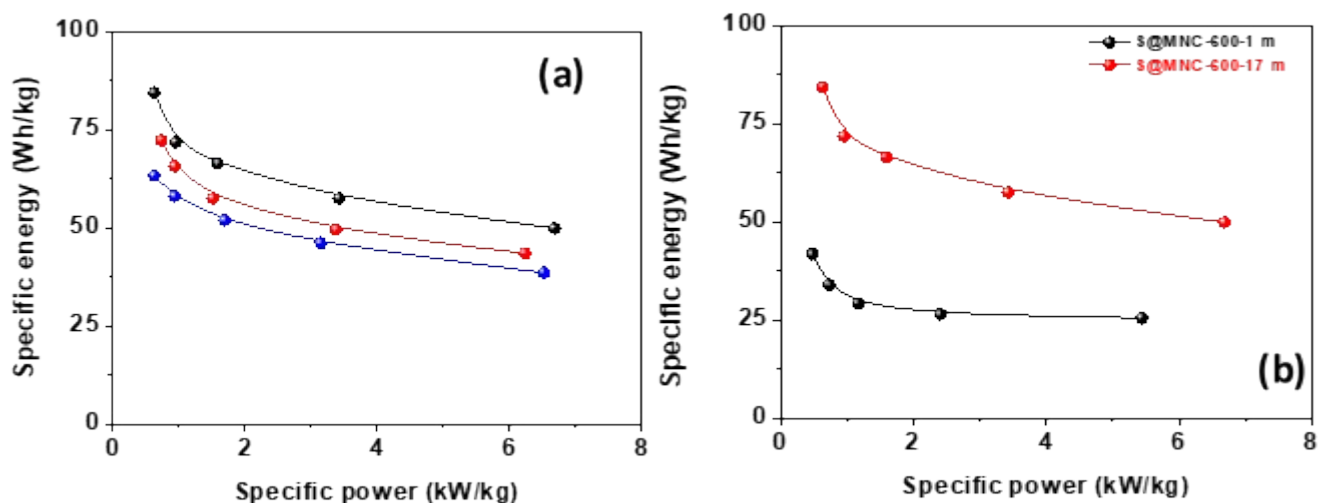 (a)
100
75
50
25
0
Specific energy (Wh/kg)
0 2 4 6 8
Specific power (kW/kg)
S@MNC-600-1 m
S@MNC-600-17 m
(b)
100
75
50
25
0
Specific energy (Wh/kg)
0 2 4 6 8
Specific power (kW/kg)